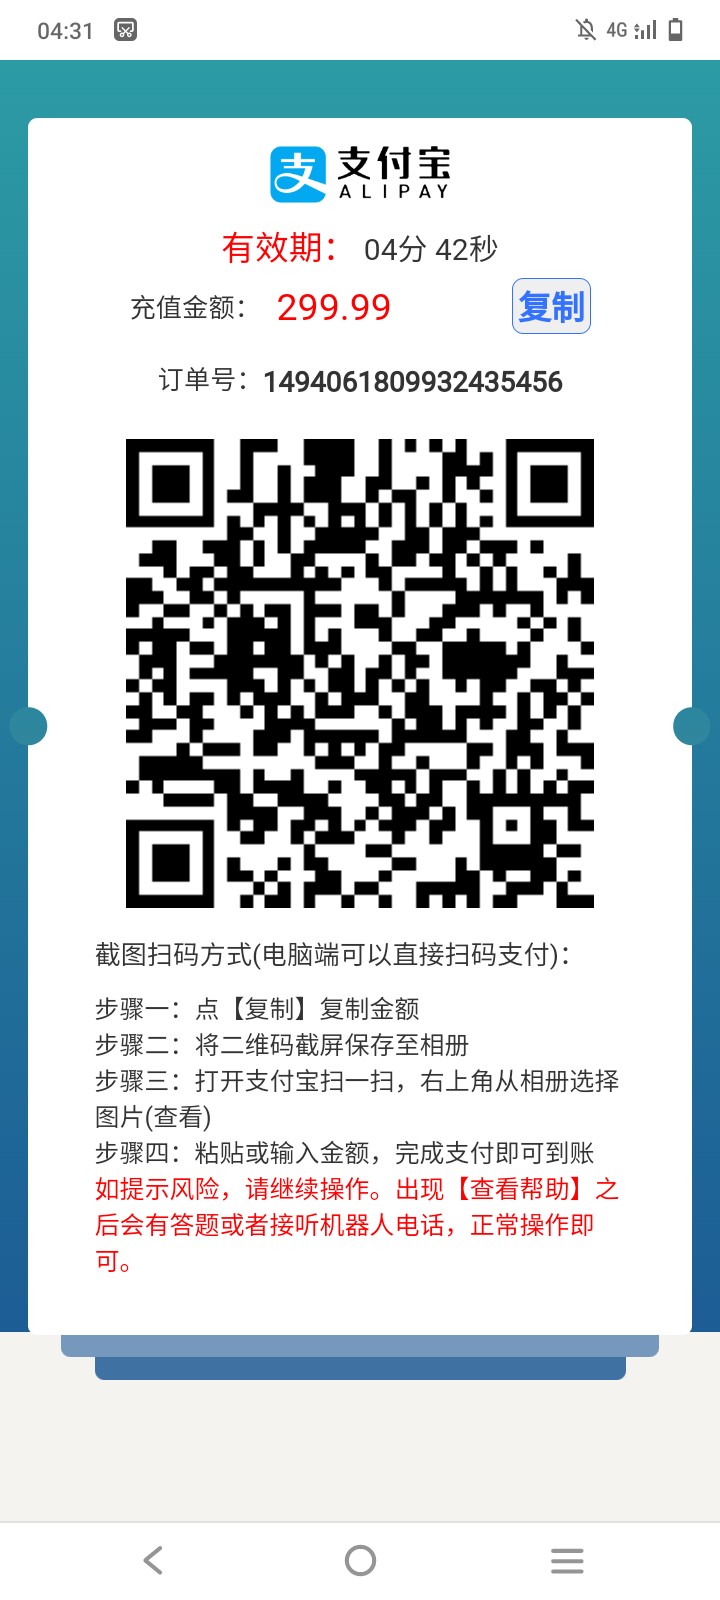 04:31
4G
支 支付宝
ALIPAY
有效期： 04分 42秒
充值金额： 299.99 复制
订单号：1494061809932435456
截图扫码方式(电脑端可以直接扫码支付)：
步骤一：点【复制】复制金额
步骤二：将二维码截屏保存至相册
步骤三：打开支付宝扫一扫，右上角从相册选择
图片(查看)
步骤四：粘贴或输入金额，完成支付即可到账
如提示风险，请继续操作。出现【查看帮助】之
后会有答题或者接听机器人电话，正常操作即
可。